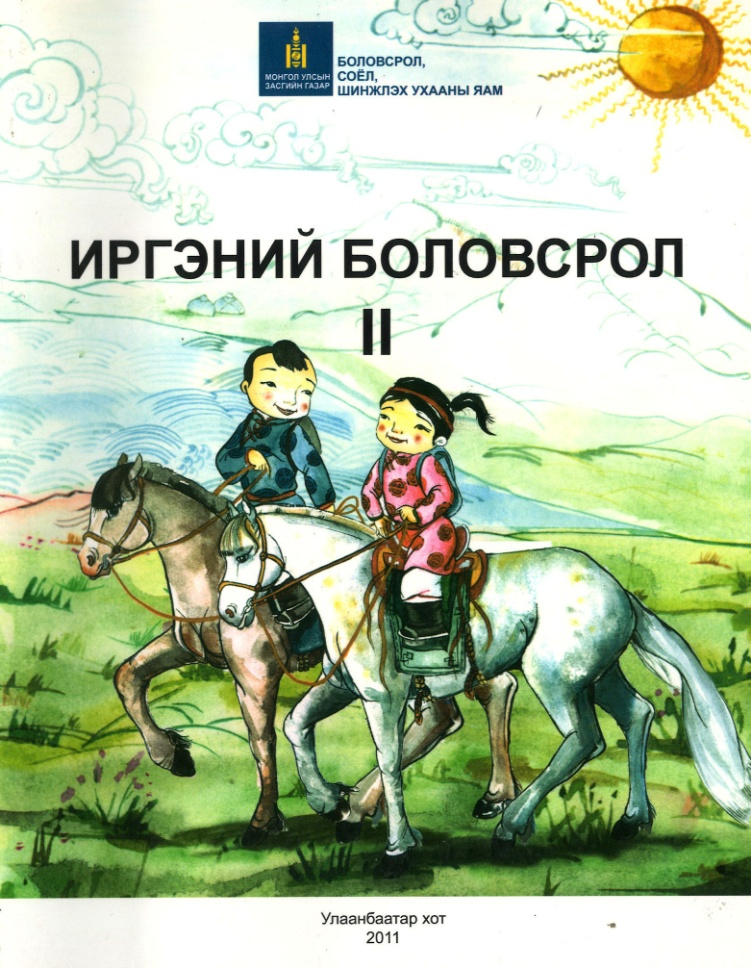 МОНГОЛ УЛСЫН
ЗАСГИЙН ГАЗАР
БОЛОВСРОЛ,
СОЁЛ,
ШИНЖЛЭХ УХААНЫ ЯАМ
ИРГЭНИЙ БОЛОВСРОЛ
II
Улаанбаатар хот
2011